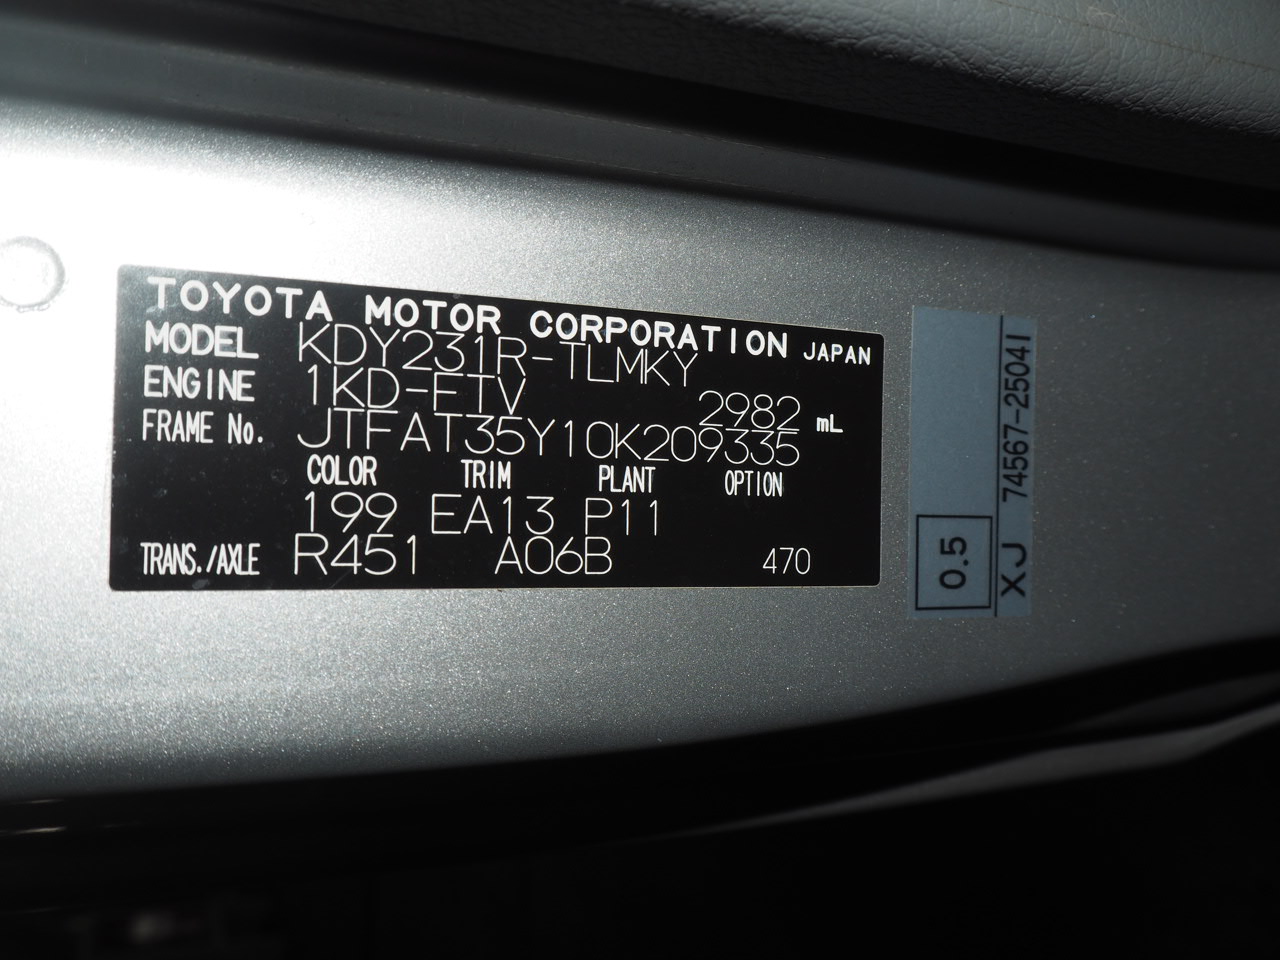 TOYOTA MOTOR CORPORATION JAPAN
MODEL KDY231R-TLMKY
ENGINE 1KD-FTV 2982 mL
FRAME No. JTFAT35Y10K209335
COLOR TRIM PLANT OPTION
199 EA13 P11
TRANS./AXLE R451 A06B 470
0.5
XJ 74567-25041